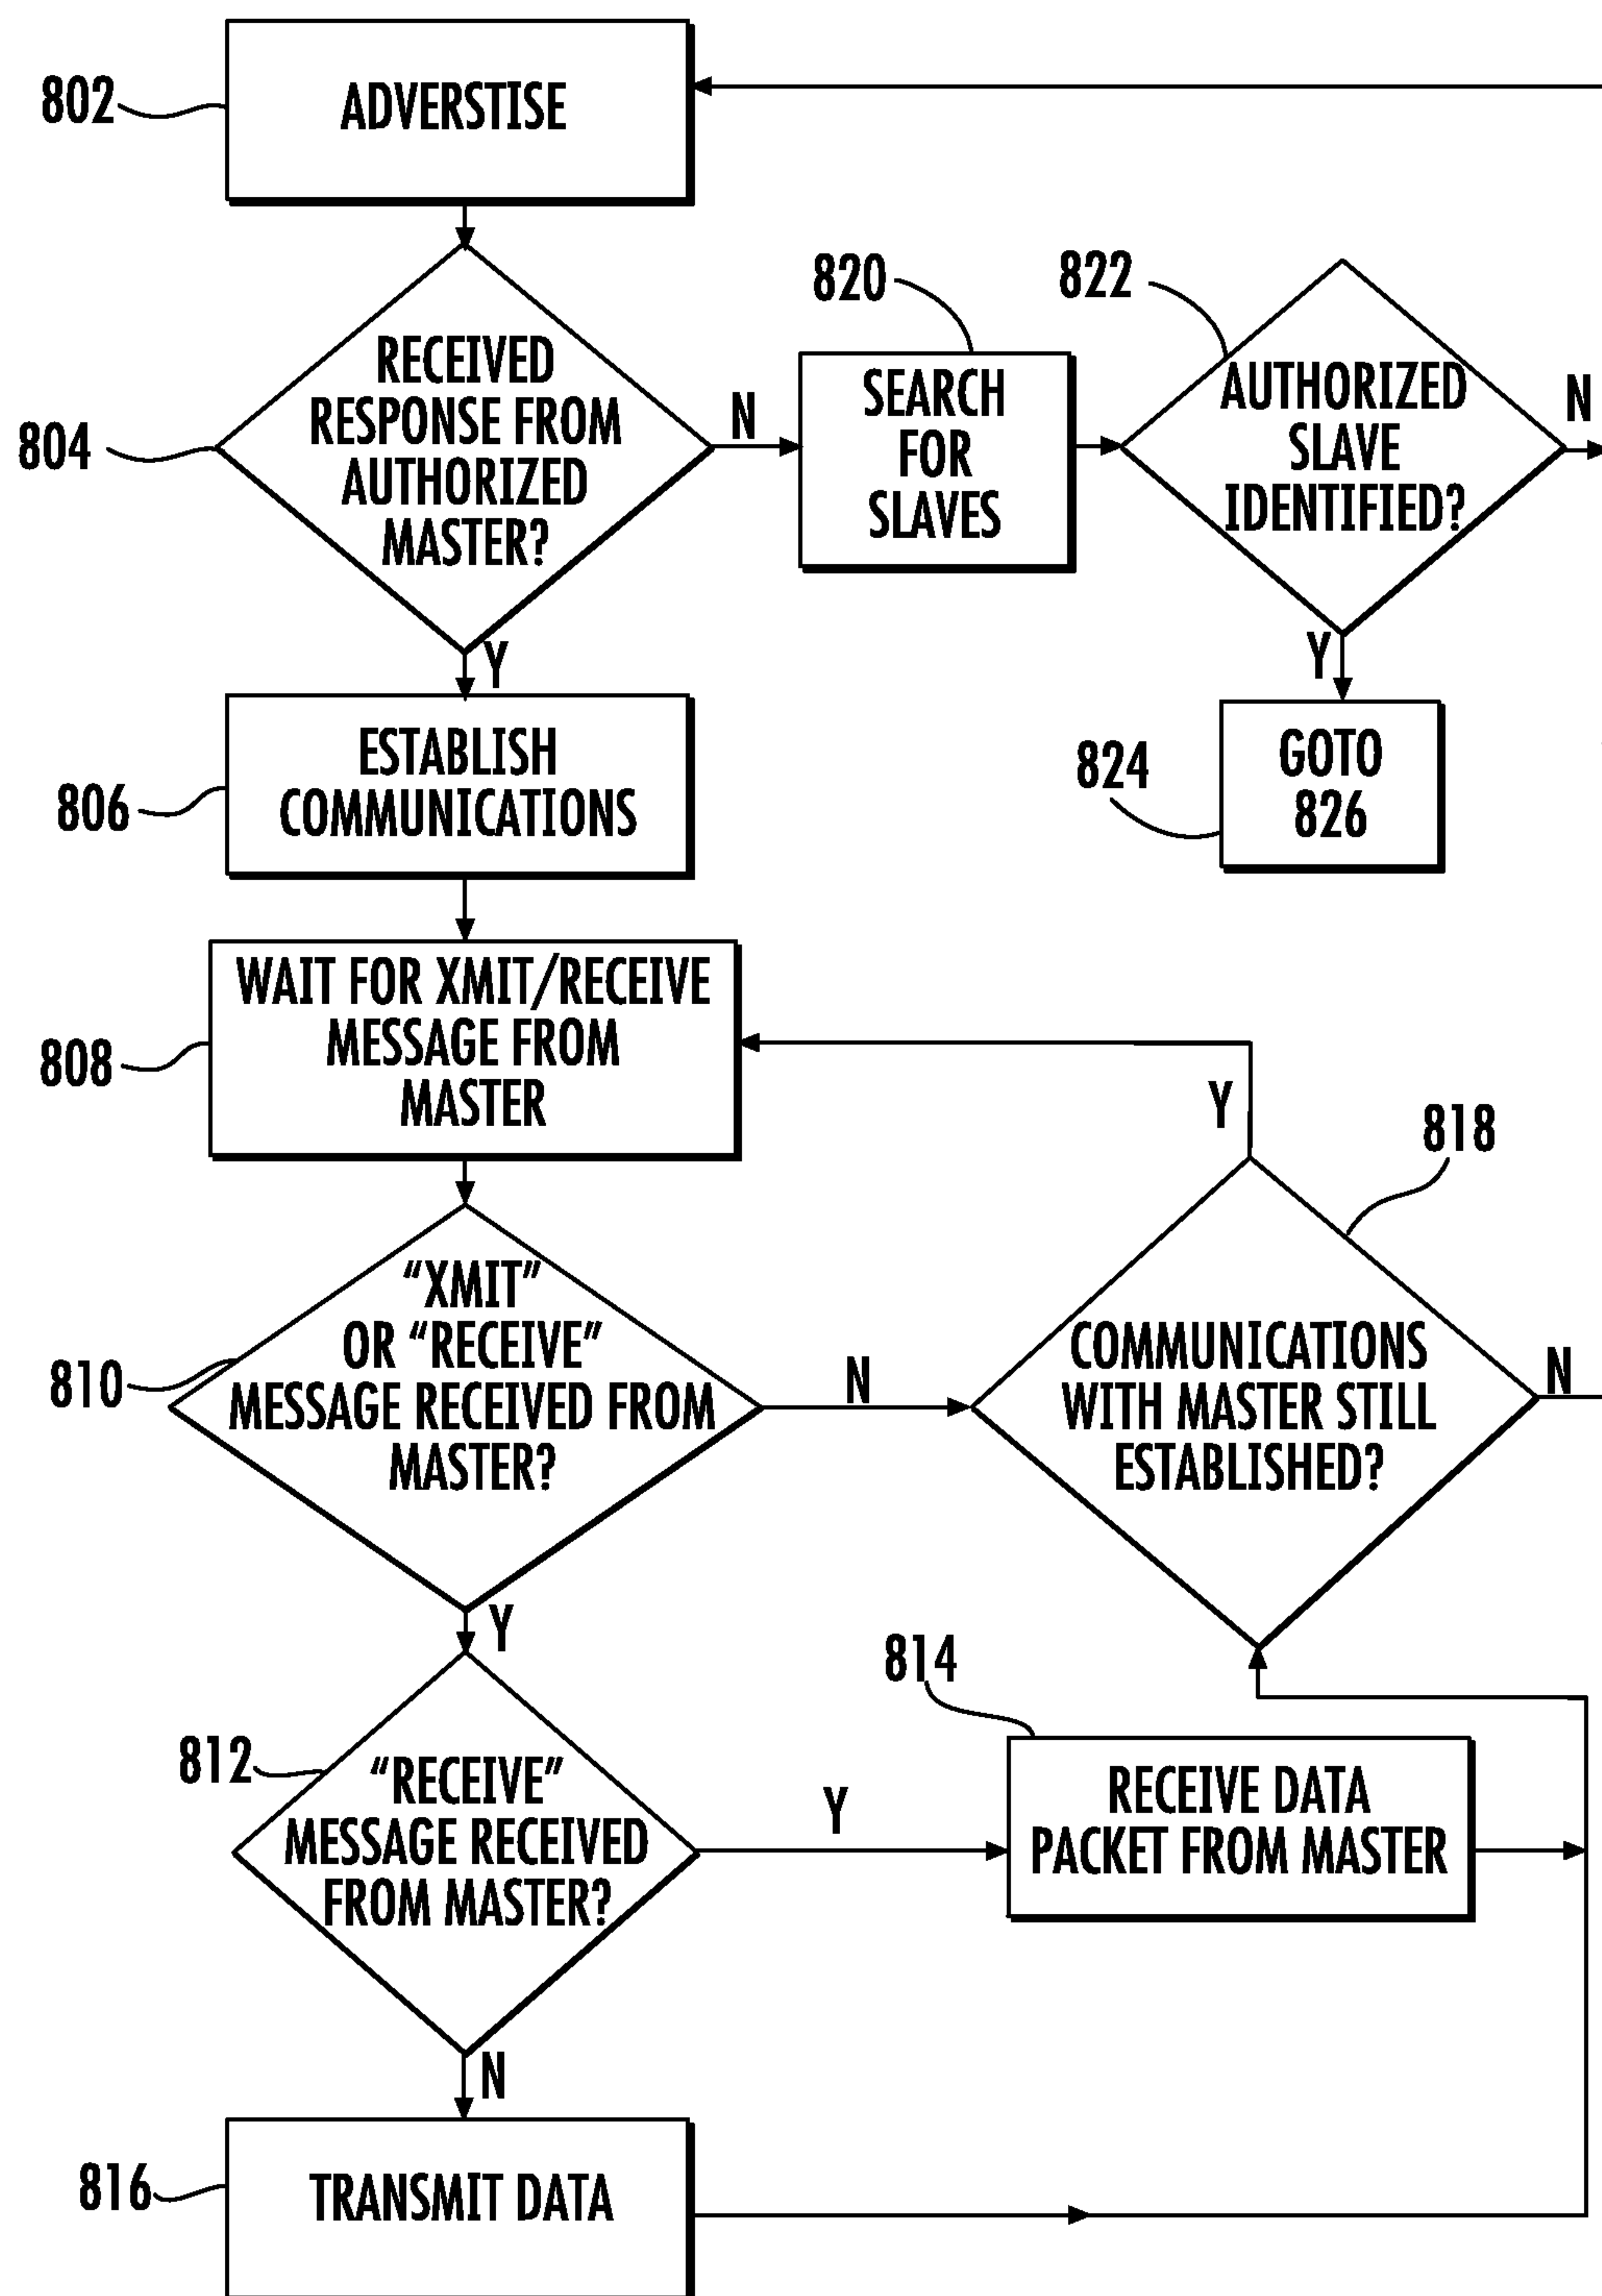 802
ADVERSTISE
804
RECEIVED
RESPONSE FROM
AUTHORIZED
MASTER?
N
820
SEARCH
FOR
SLAVES
822
AUTHORIZED
SLAVE
IDENTIFIED?
N
Y
Y
806
ESTABLISH
COMMUNICATIONS
824
GOTO
826
808
WAIT FOR XMIT/RECEIVE
MESSAGE FROM
MASTER
Y
818
810
“XMIT”
OR “RECEIVE”
MESSAGE RECEIVED FROM
MASTER?
N
COMMUNICATIONS
WITH MASTER STILL
ESTABLISHED?
N
Y
812
“RECEIVE”
MESSAGE RECEIVED
FROM MASTER?
Y
814
RECEIVE DATA
PACKET FROM MASTER
N
816
TRANSMIT DATA